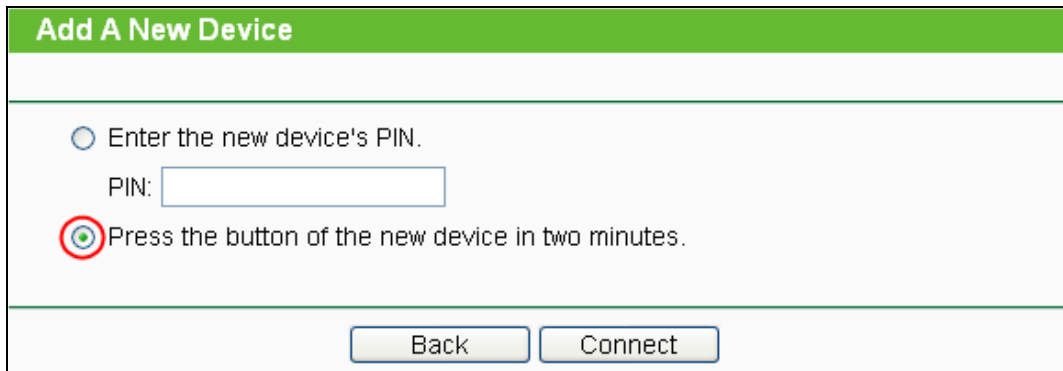 Add A New Device
Enter the new device's PIN.
PIN:
Press the button of the new device in two minutes.
Back Connect